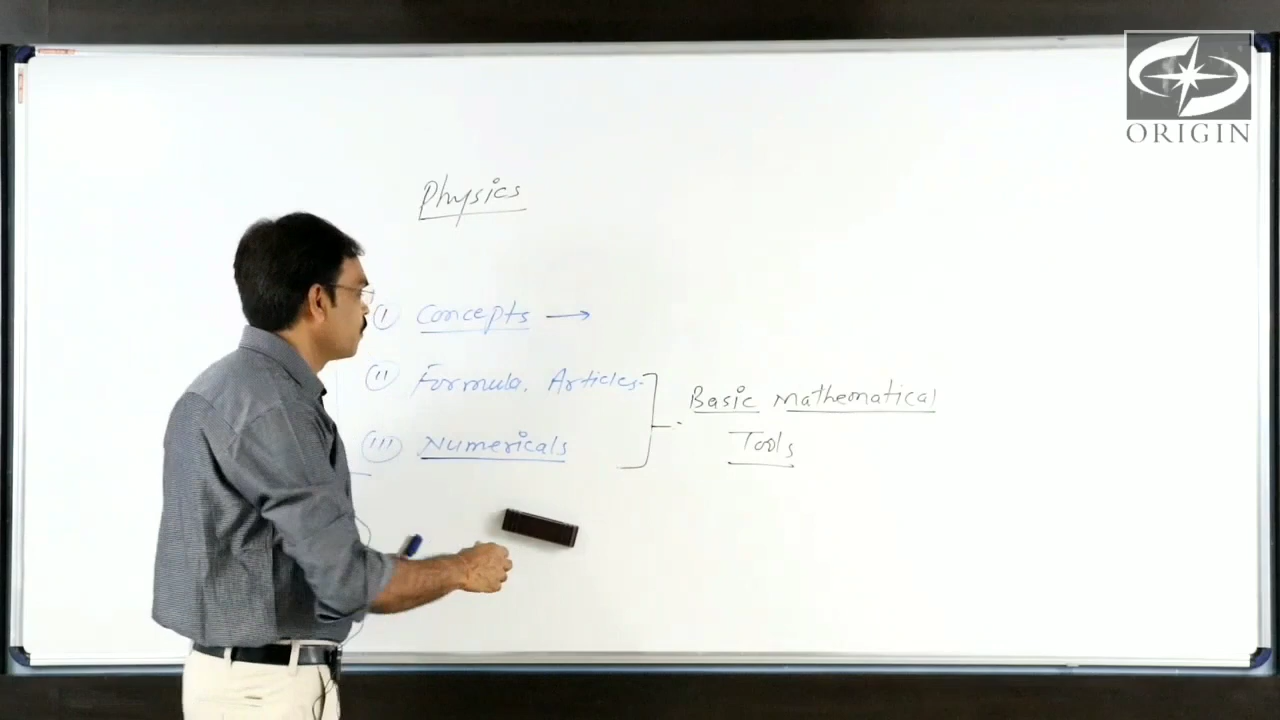 ORIGIN
Physics
(I) Concepts →
(II) Formula. Articles.
(III) Numericals
Basic Mathematical
Tools